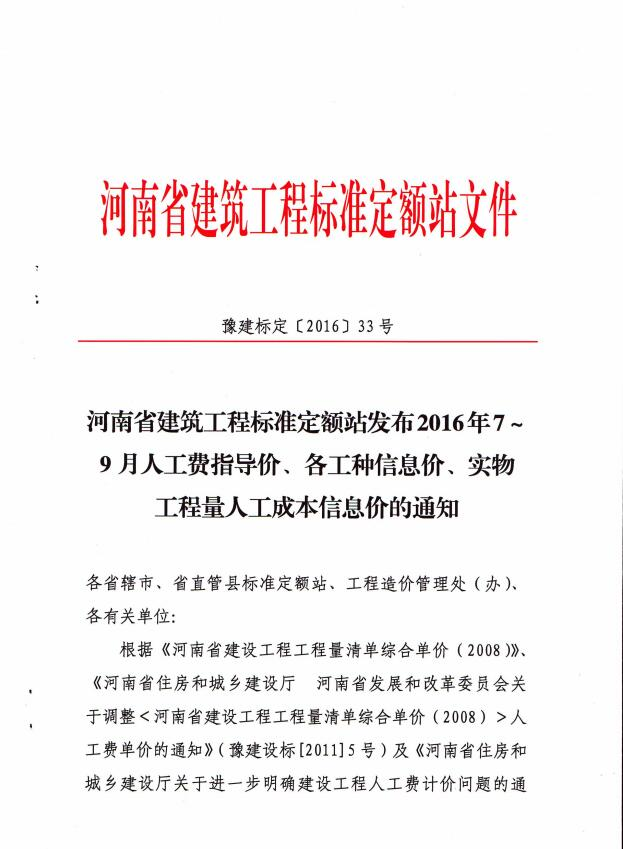 河南省建筑工程标准定额站文件
豫建标定〔2016〕33号
河南省建筑工程标准定额站发布2016年7~
9月人工费指导价、各工种信息价、实物
工程量人工成本信息价的通知
各省辖市、省直管县标准定额站、工程造价管理处（办）、
各有关单位：
根据《河南省建设工程工程量清单综合单价（2008）》、
《河南省住房和城乡建设厅　河南省发展和改革委员会关
于调整<河南省建设工程工程量清单综合单价（2008）>人
工费单价的通知》（豫建设标[2011]5号）及《河南省住房和
城乡建设厅关于进一步明确建设工程人工费计价问题的通